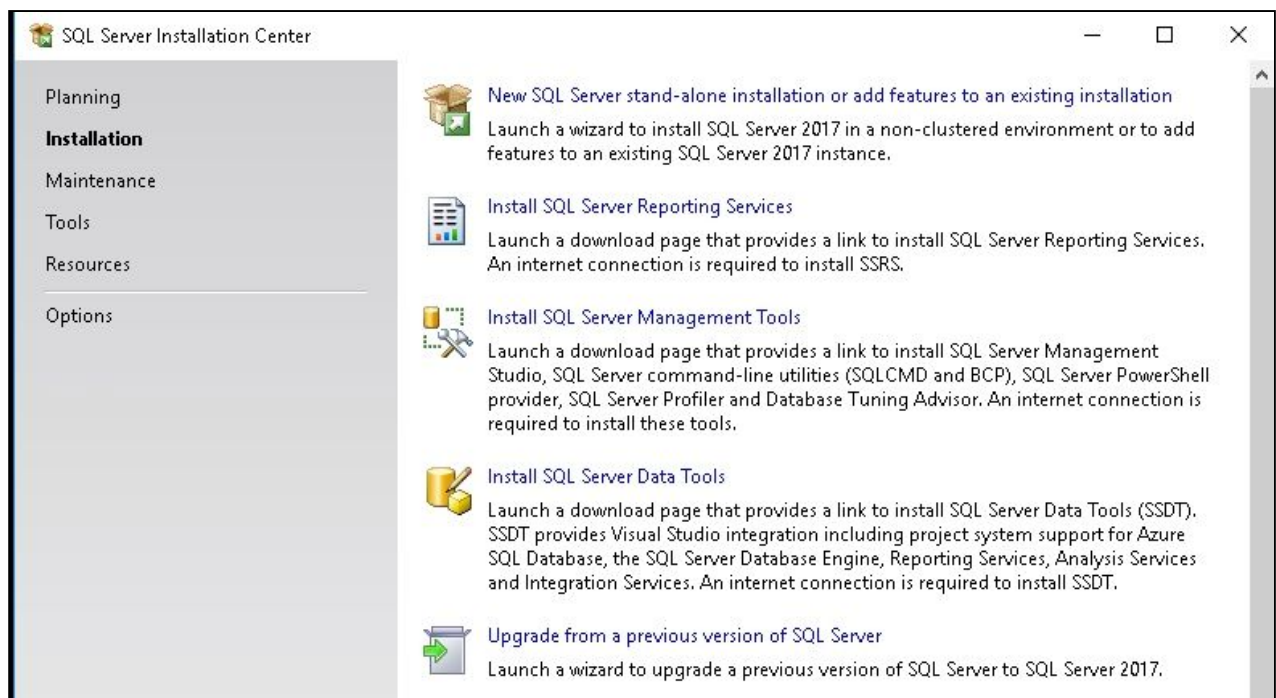 SQL Server Installation Center
Planning
Installation
Maintenance
Tools
Resources
Options
New SQL Server stand-alone installation or add features to an existing installation
Launch a wizard to install SQL Server 2017 in a non-clustered environment or to add
features to an existing SQL Server 2017 instance.
Install SQL Server Reporting Services
Launch a download page that provides a link to install SQL Server Reporting Services.
An internet connection is required to install SSRS.
Install SQL Server Management Tools
Launch a download page that provides a link to install SQL Server Management
Studio, SQL Server command-line utilities (SQLCMD and BCP), SQL Server PowerShell
provider, SQL Server Profiler and Database Tuning Advisor. An internet connection is
required to install these tools.
Install SQL Server Data Tools
Launch a download page that provides a link to install SQL Server Data Tools (SSDT).
SSDT provides Visual Studio integration including project system support for Azure
SQL Database, the SQL Server Database Engine, Reporting Services, Analysis Services
and Integration Services. An internet connection is required to install SSDT.
Upgrade from a previous version of SQL Server
Launch a wizard to upgrade a previous version of SQL Server to SQL Server 2017.